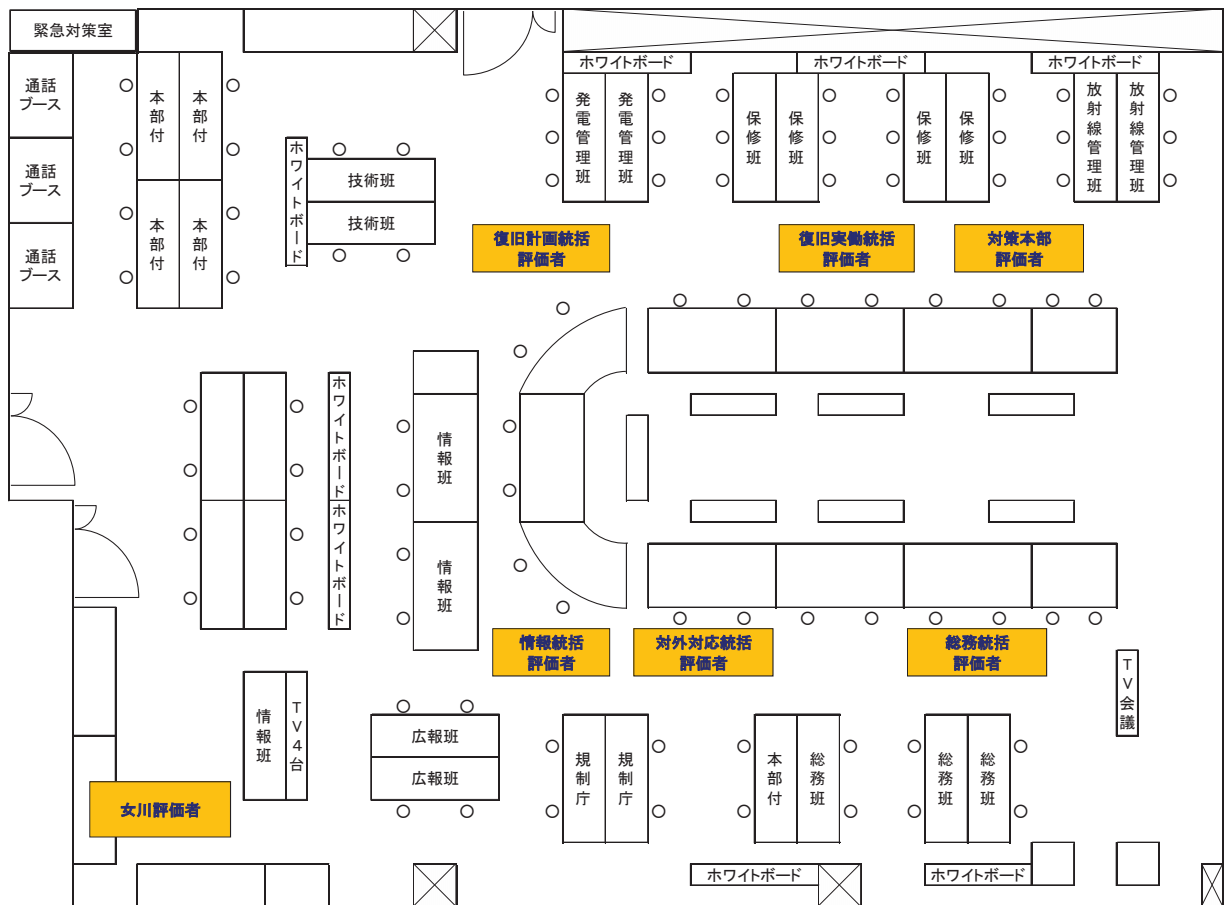 緊急対策室
通話
ブース
通話
ブース
通話
ブース
本部付
本部付
本部付
本部付
ホワイトボード
技術班
技術班
ホワイトボード
ホワイトボード
ホワイトボード
発電管理班
発電管理班
保修班
保修班
保修班
保修班
放射線管理班
放射線管理班
復旧計画統括
評価者
復旧実働統括
評価者
対策本部
評価者
ホワイトボード
ホワイトボード
情報班
情報班
情報統括
評価者
対外対応統括
評価者
総務統括
評価者
TV会議
情報班
TV4台
広報班
広報班
規制庁
規制庁
本部付
総務班
総務班
総務班
女川評価者
ホワイトボード
ホワイトボード